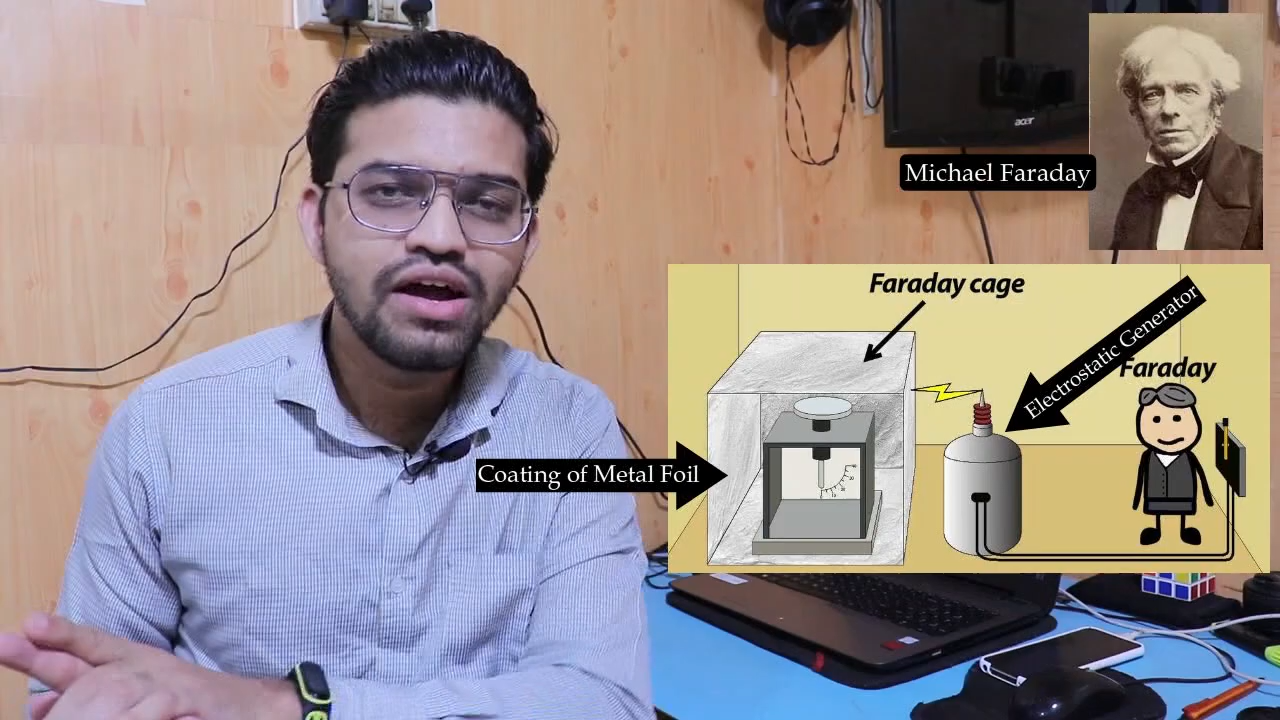 acer
Michael Faraday
Faraday cage
Electrostatic Generator
Faraday
Coating of Metal Foil